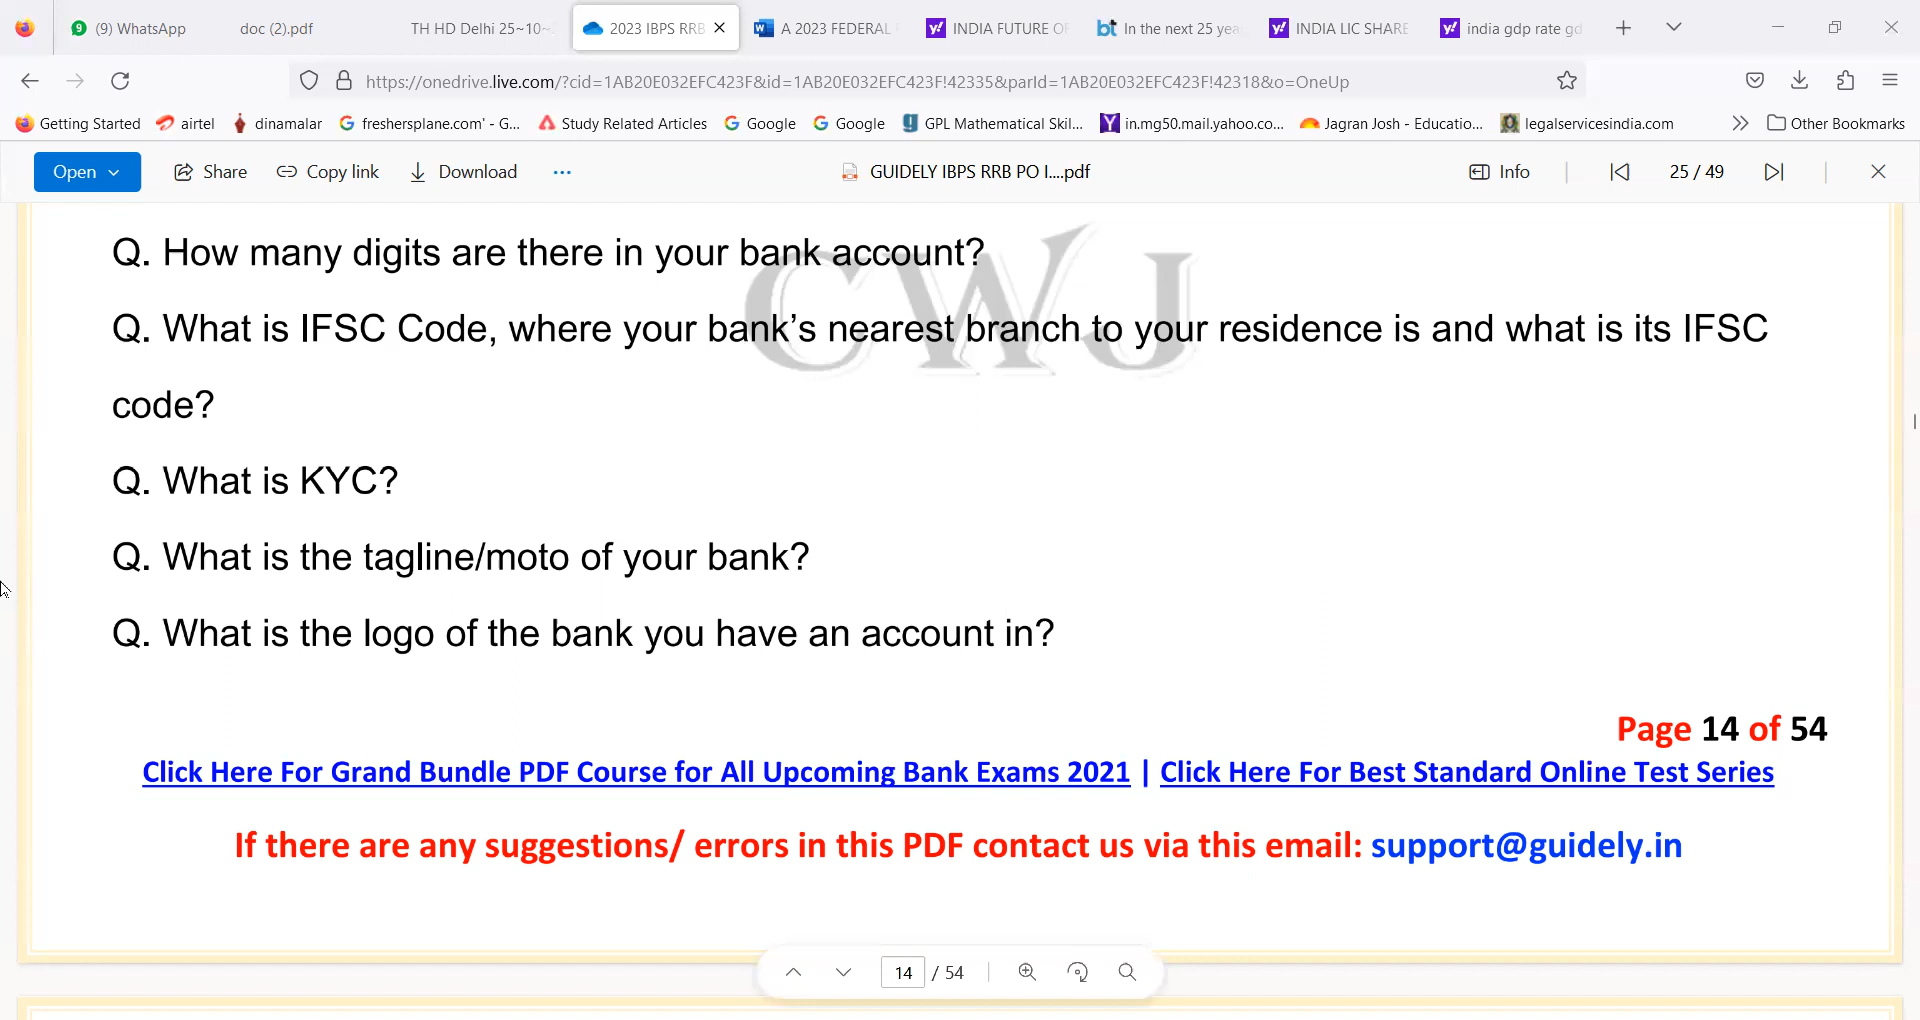 (9) WhatsApp
doc (2).pdf
TH HD Delhi 25~10~
2023 IBPS RRB
A 2023 FEDERAL
INDIA FUTURE OF
In the next 25 yea
INDIA LIC SHARE
india gdp rate gd
https://onedrive.live.com/?cid=1AB20E032EFC423F&id=1AB20E032EFC423F!42335&parId=1AB20E032EFC423F!42318&o=OneUp
Getting Started
airtel
dinamalar
freshersplane.com' - G...
Study Related Articles
Google
Google
GPL Mathematical Skil...
in.mg50.mail.yahoo.co...
Jagran Josh - Educatio...
legalservicesindia.com
Other Bookmarks
Open
Share
Copy link
Download
GUIDELY IBPS RRB PO I....pdf
Info
25 / 49
CWJ
Q. How many digits are there in your bank account?
Q. What is IFSC Code, where your bank’s nearest branch to your residence is and what is its IFSC
code?
Q. What is KYC?
Q. What is the tagline/moto of your bank?
Q. What is the logo of the bank you have an account in?
Page 14 of 54
Click Here For Grand Bundle PDF Course for All Upcoming Bank Exams 2021 | Click Here For Best Standard Online Test Series
If there are any suggestions/ errors in this PDF contact us via this email: support@guidely.in
14 / 54